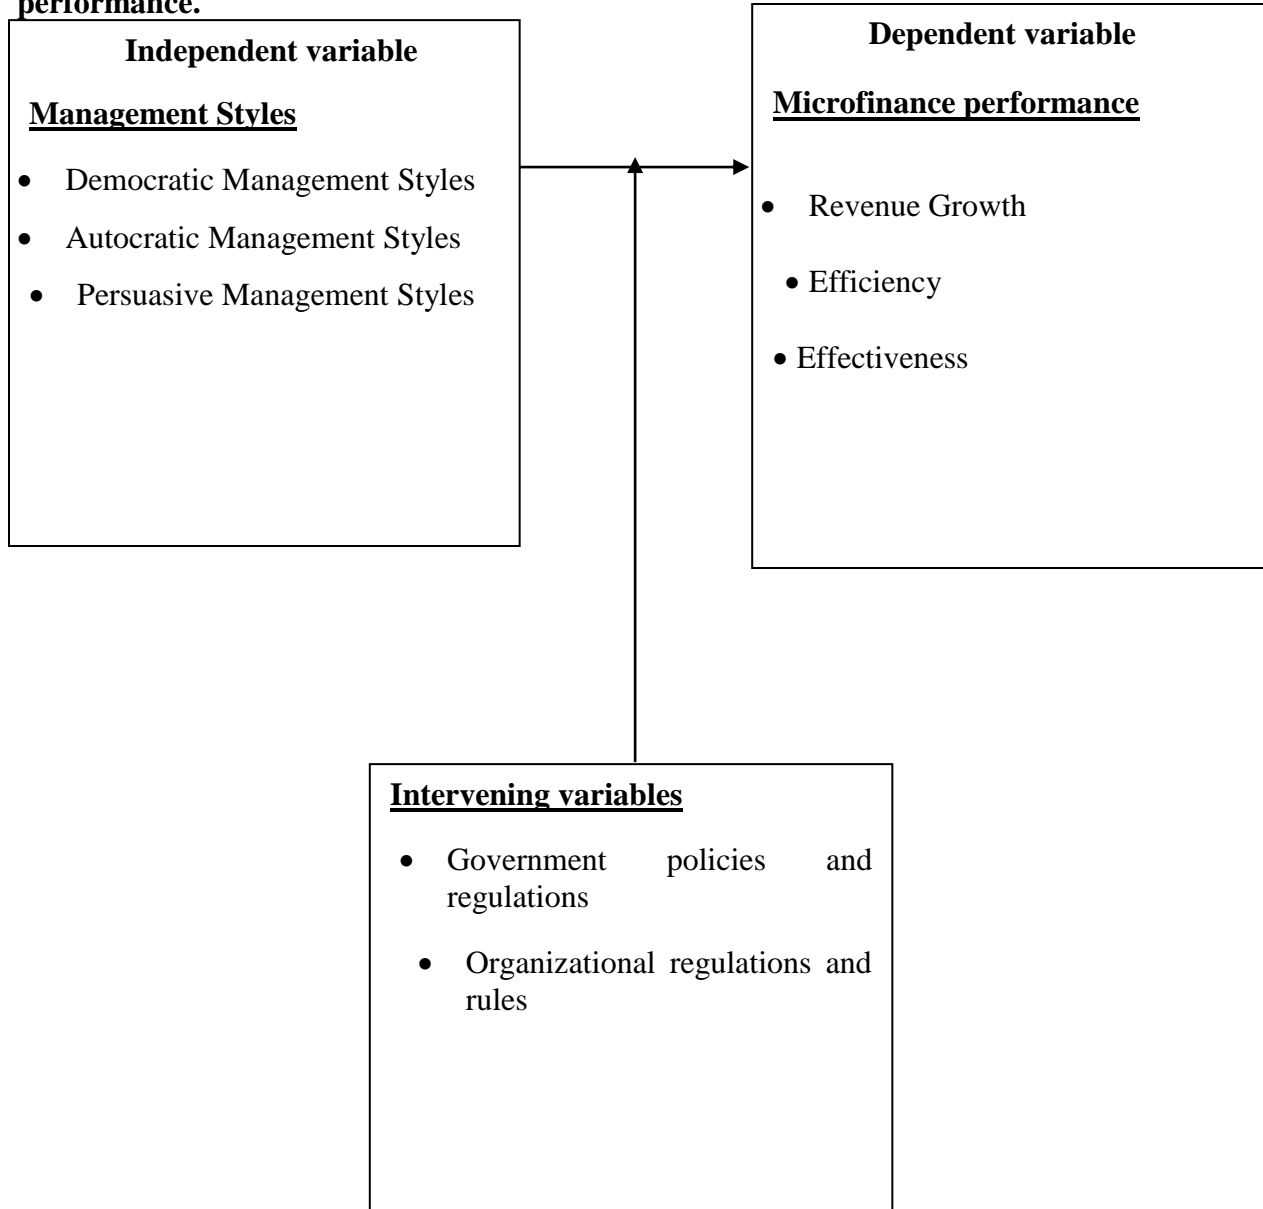 performance.
Independent variable
Management Styles
• Democratic Management Styles
• Autocratic Management Styles
• Persuasive Management Styles
Dependent variable
Microfinance performance
• Revenue Growth
• Efficiency
• Effectiveness
Intervening variables
• Government policies and
regulations
• Organizational regulations and
rules